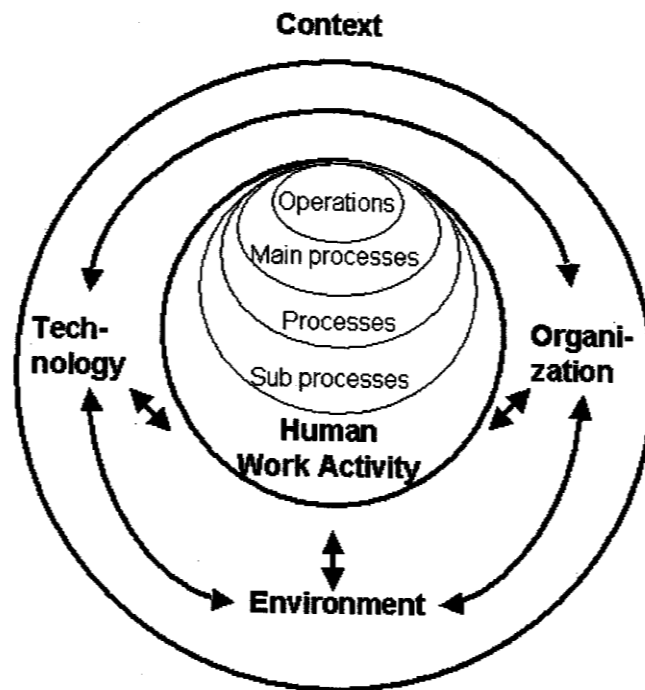 Context
Operations
Main processes
Processes
Sub processes
Human
Work Activity
Tech-
nology
Organi-
zation
Environment